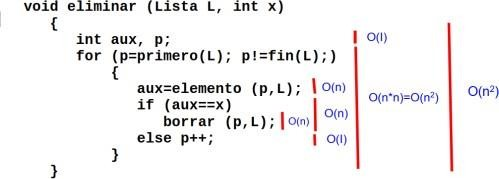 void eliminar (Lista L, int x)
{
int aux, p; O(l)
for (p=primero(L); p!=fin(L);)
{
aux=elemento (p,L); O(n)
if (aux==x) O(n) O(n*n)=O(n²) O(n²)
borrar (p,L); O(n)
else p++; O(l)
}
}